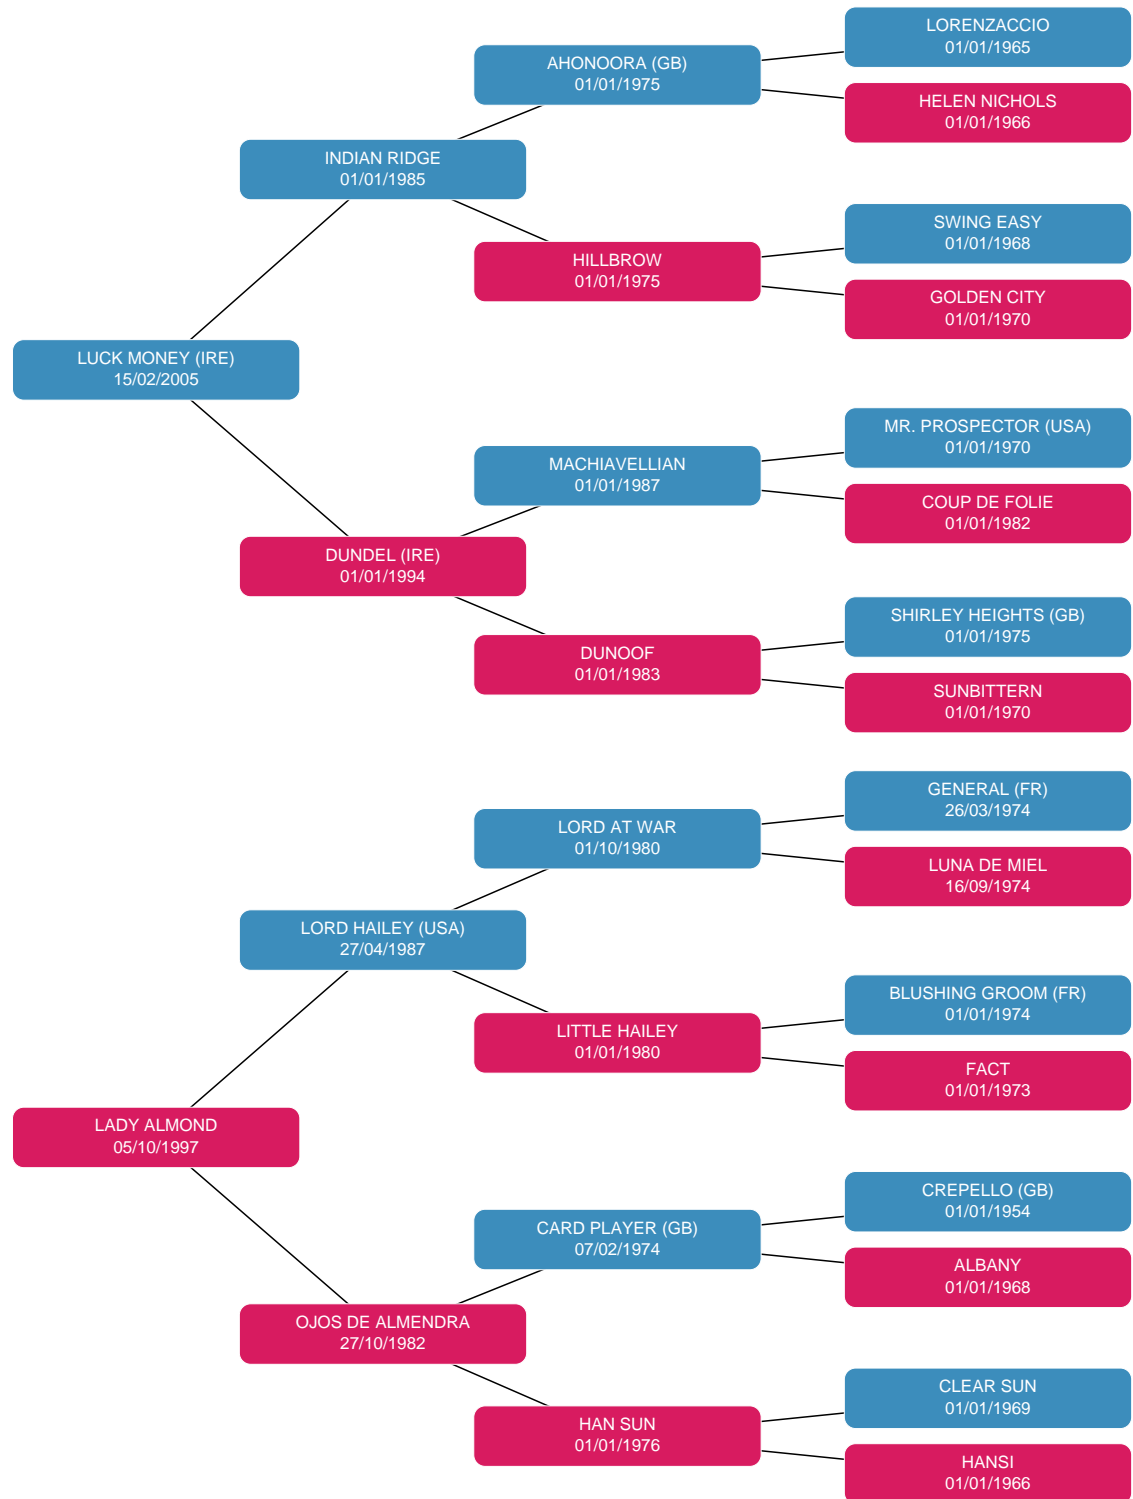 LORENZACCIO
01/01/1965
AHONOORA (GB)
01/01/1975
HELEN NICHOLS
01/01/1966
INDIAN RIDGE
01/01/1985
SWING EASY
01/01/1968
HILLBROW
01/01/1975
GOLDEN CITY
01/01/1970
LUCK MONEY (IRE)
15/02/2005
MR. PROSPECTOR (USA)
01/01/1970
MACHIAVELLIAN
01/01/1987
COUP DE FOLIE
01/01/1982
DUNDEL (IRE)
01/01/1994
SHIRLEY HEIGHTS (GB)
01/01/1975
DUNOOF
01/01/1983
SUNBITTERN
01/01/1970
GENERAL (FR)
26/03/1974
LORD AT WAR
01/10/1980
LUNA DE MIEL
16/09/1974
LORD HAILEY (USA)
27/04/1987
BLUSHING GROOM (FR)
01/01/1974
LITTLE HAILEY
01/01/1980
FACT
01/01/1973
LADY ALMOND
05/10/1997
CREPELLO (GB)
01/01/1954
CARD PLAYER (GB)
07/02/1974
ALBANY
01/01/1968
OJOS DE ALMENDRA
27/10/1982
CLEAR SUN
01/01/1969
HAN SUN
01/01/1976
HANSI
01/01/1966